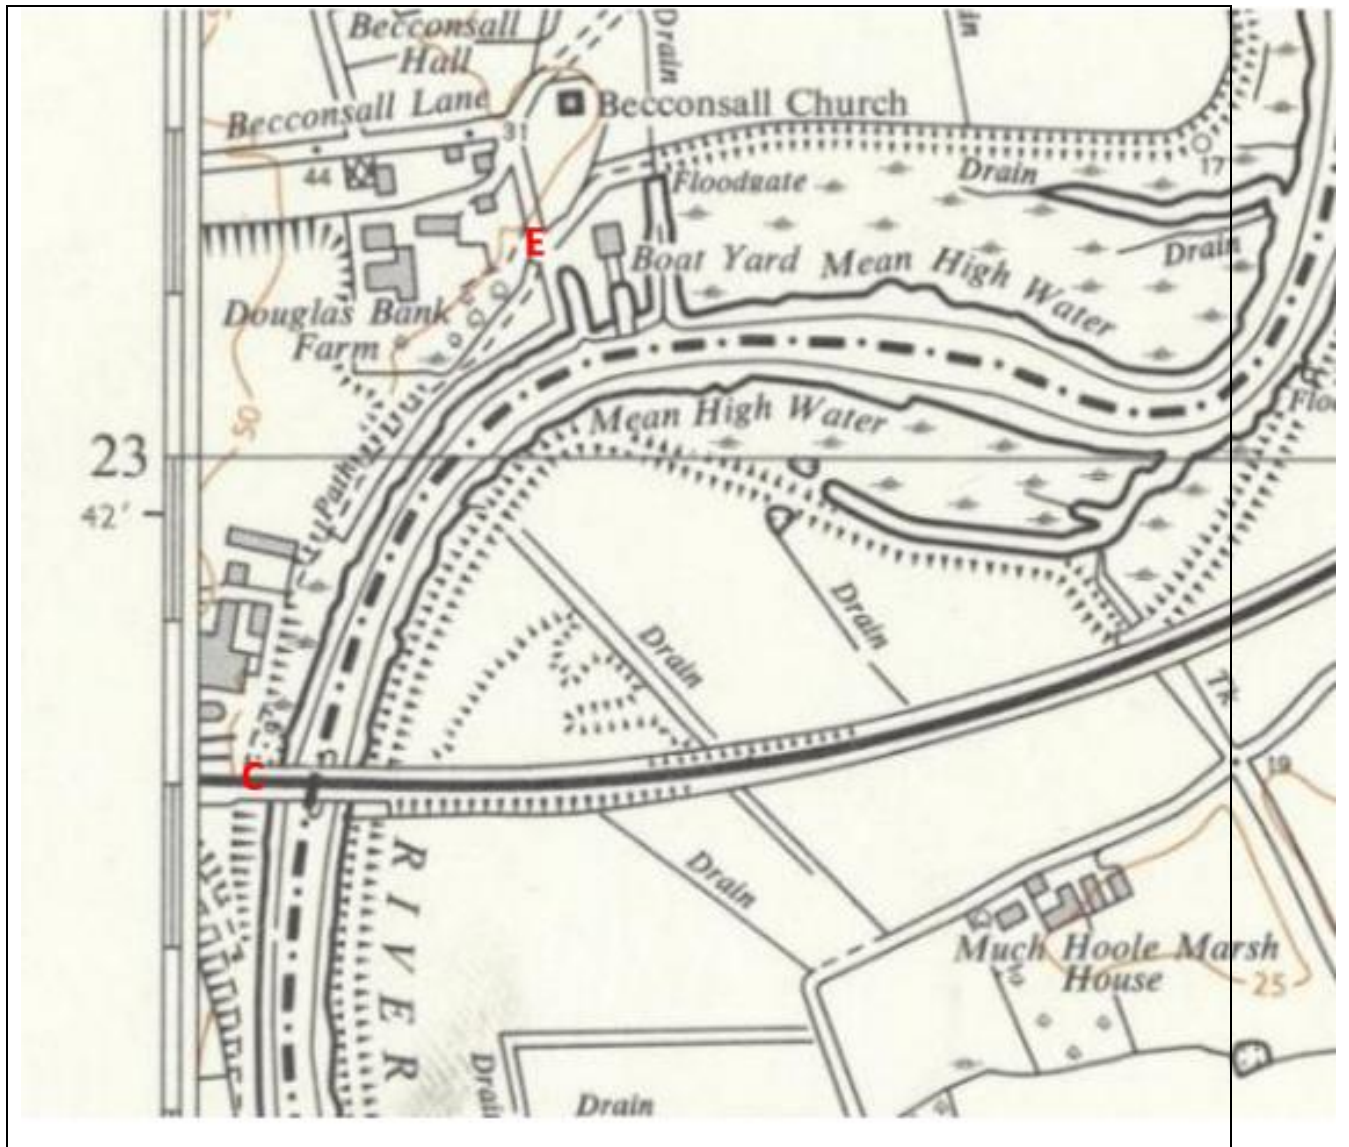 Becconsall
Hall
Drain
Becconsall Lane
Becconsall Church
31
44
17
Floodgate
Drain
E
Boat Yard
Mean High Water
Drain
Douglas Bank
Farm
50
Mean High Water
23
Path
42'
Drain
Drain
Tk
C
19
RIVER
Drain
Much Hoole Marsh
House
25
Drain
Drain